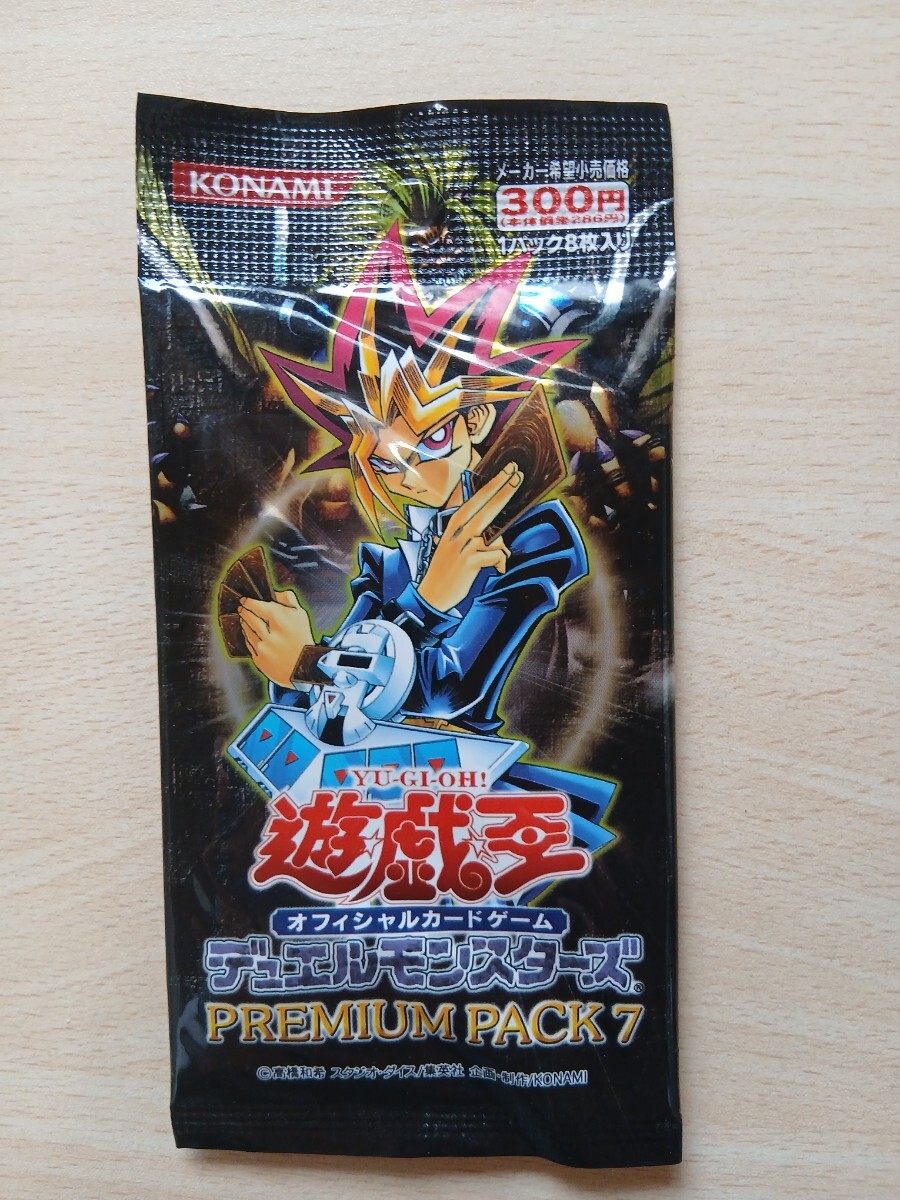 KONAMI
メーカー希望小売価格
300円
(本体価格286円)
1パック8枚入り
YU-GI-OH!
遊戯王
オフィシャルカードゲーム
デュエルモンスターズ®
PREMIUM PACK 7
©高橋和希 スタジオ・ダイス/集英社 企画・制作/KONAMI